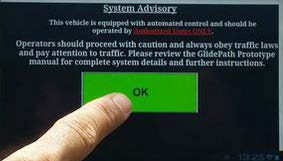 System Advisory
This vehicle is equipped with automated control and should be
operated by Authorized Users ONLY.
Operators should proceed with caution and always obey traffic laws
and pay attention to traffic. Please review the GlidePath Prototype
manual for complete system details and further instructions.
OK
13:25